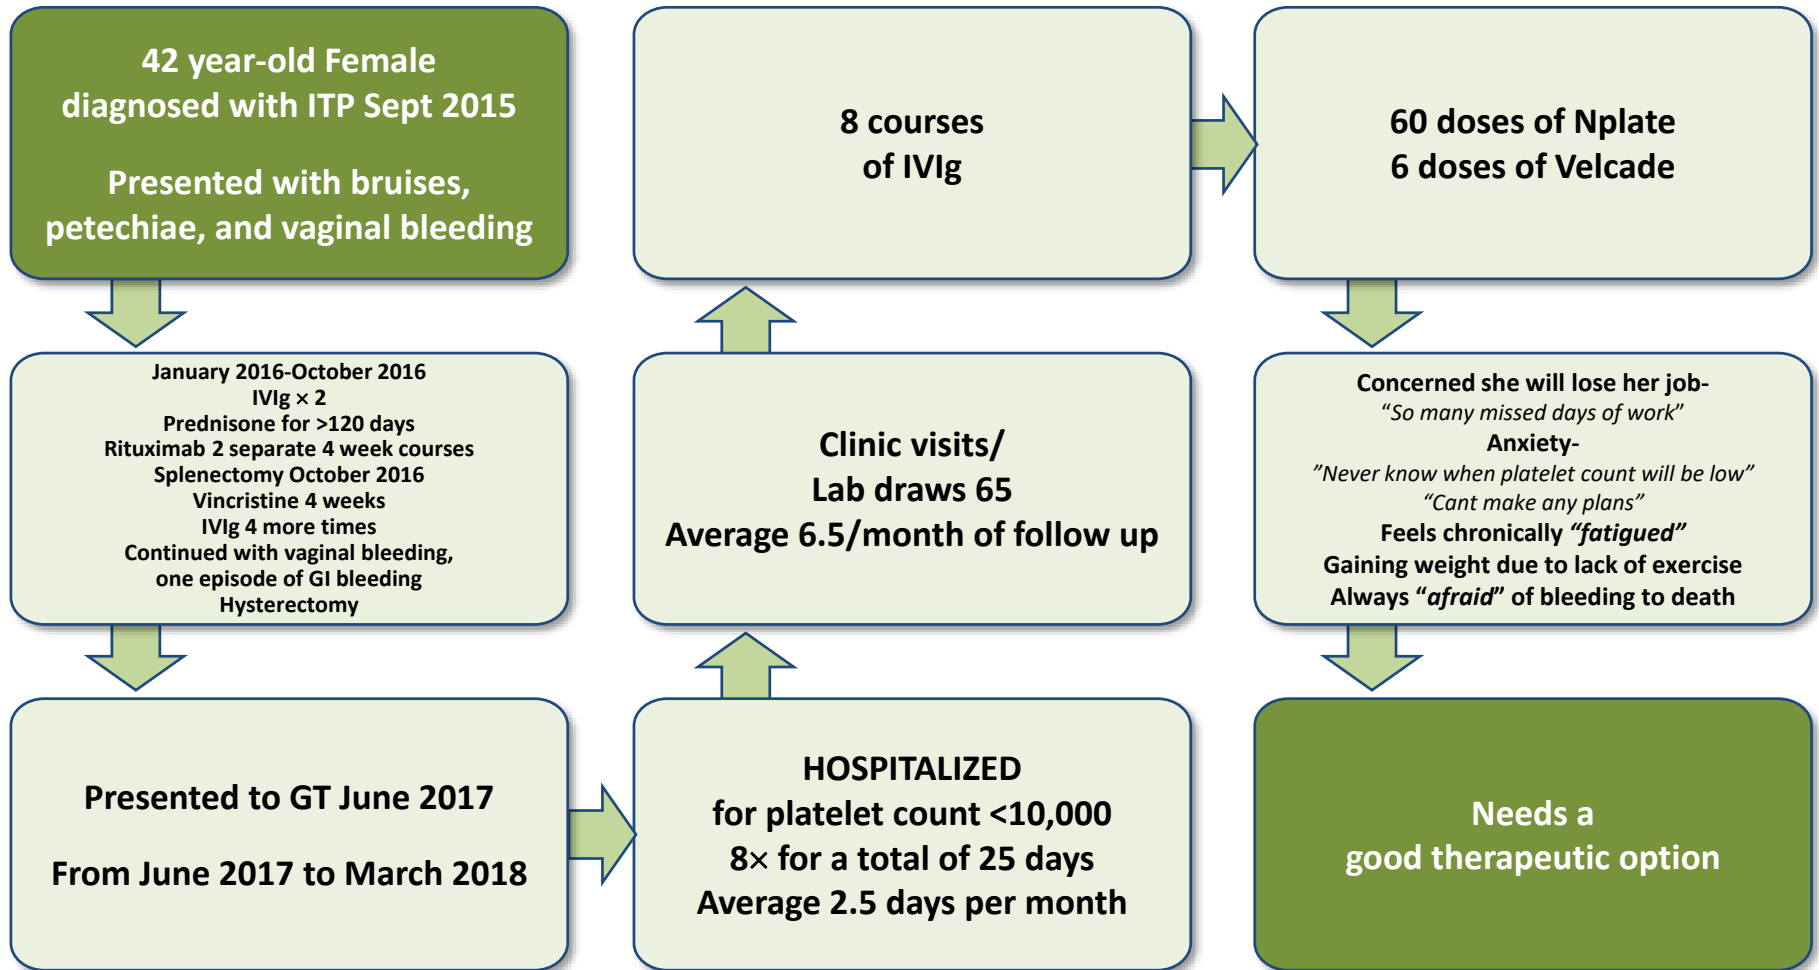 42 year-old Female
diagnosed with ITP Sept 2015
Presented with bruises,
petechiae, and vaginal bleeding
January 2016-October 2016
IVIg × 2
Prednisone for >120 days
Rituximab 2 separate 4 week courses
Splenectomy October 2016
Vincristine 4 weeks
IVIg 4 more times
Continued with vaginal bleeding,
one episode of GI bleeding
Hysterectomy
Presented to GT June 2017
From June 2017 to March 2018
HOSPITALIZED
for platelet count <10,000
8× for a total of 25 days
Average 2.5 days per month
Clinic visits/
Lab draws 65
Average 6.5/month of follow up
8 courses
of IVIg
60 doses of Nplate
6 doses of Velcade
Concerned she will lose her job-
“So many missed days of work”
Anxiety-
”Never know when platelet count will be low”
“Cant make any plans”
Feels chronically “fatigued”
Gaining weight due to lack of exercise
Always “afraid” of bleeding to death
Needs a
good therapeutic option